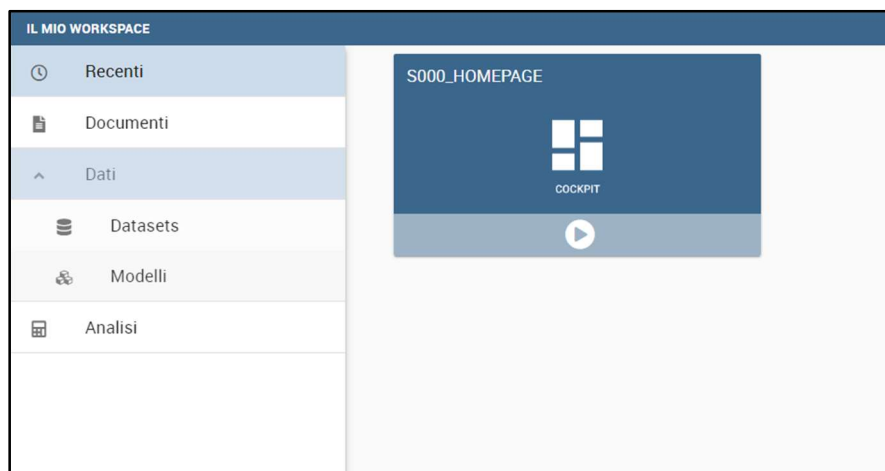 IL MIO WORKSPACE
Recenti
Documenti
Dati
Datasets
Modelli
Analisi
S000_HOMEPAGE
COCKPIT